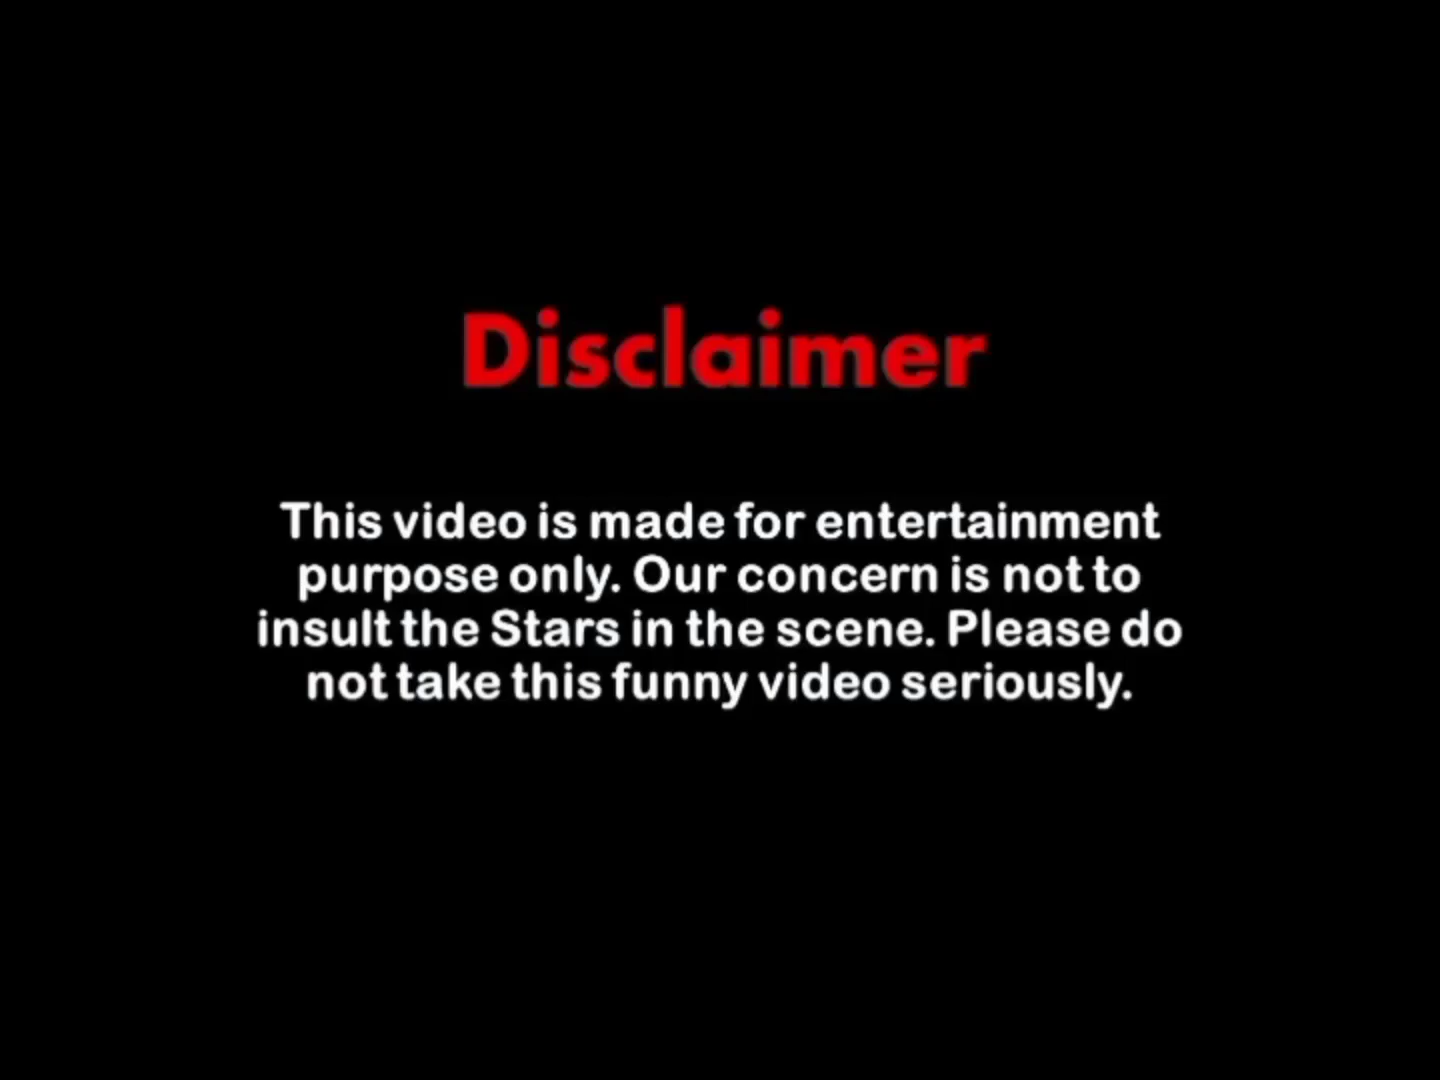 Disclaimer
This video is made for entertainment
purpose only. Our concern is not to
insult the Stars in the scene. Please do
not take this funny video seriously.